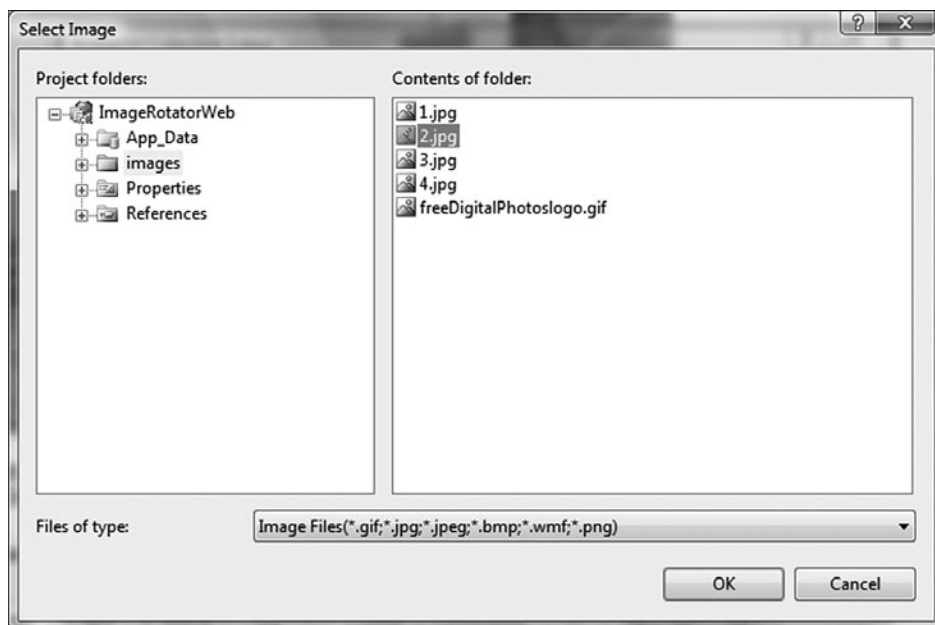 Select Image
Project folders:
ImageRotatorWeb
App_Data
images
Properties
References
Contents of folder:
1.jpg
2.jpg
3.jpg
4.jpg
freeDigitalPhotoslogo.gif
Files of type:
Image Files(*.gif;*.jpg;*.jpeg;*.bmp;*.wmf;*.png)
OK
Cancel